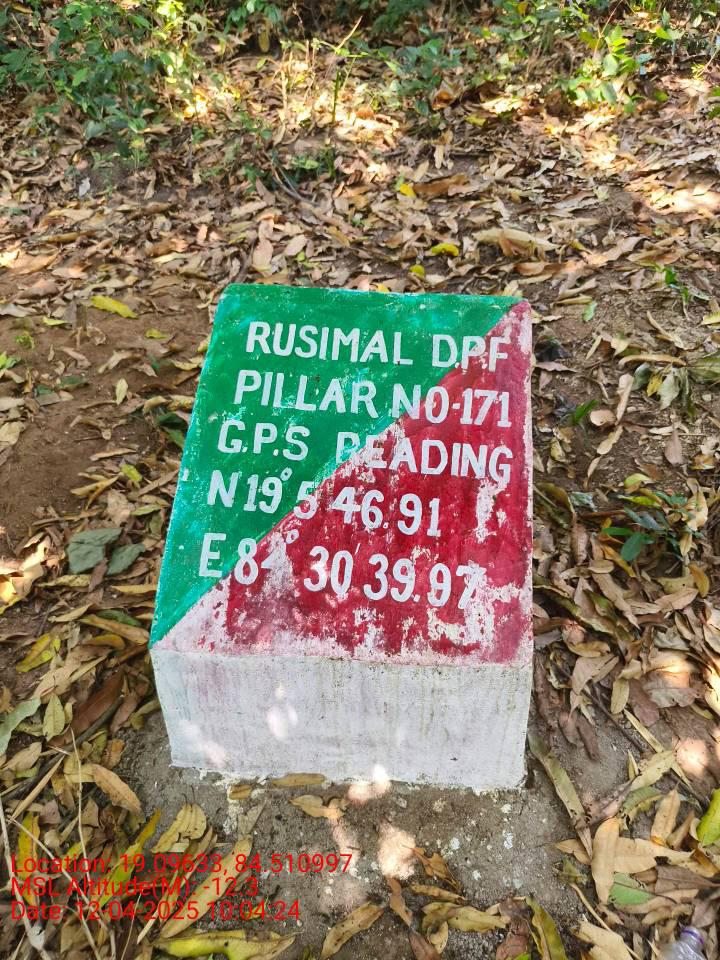 RUSIMAL DPF
PILLAR NO-171
G.P.S READING
N 19° 5 46.91
E 84° 30' 39.97
Location: 19.09633, 84.510997
MSL Altitude(M): -12.3
Date: 12-04-2025 10:04:24